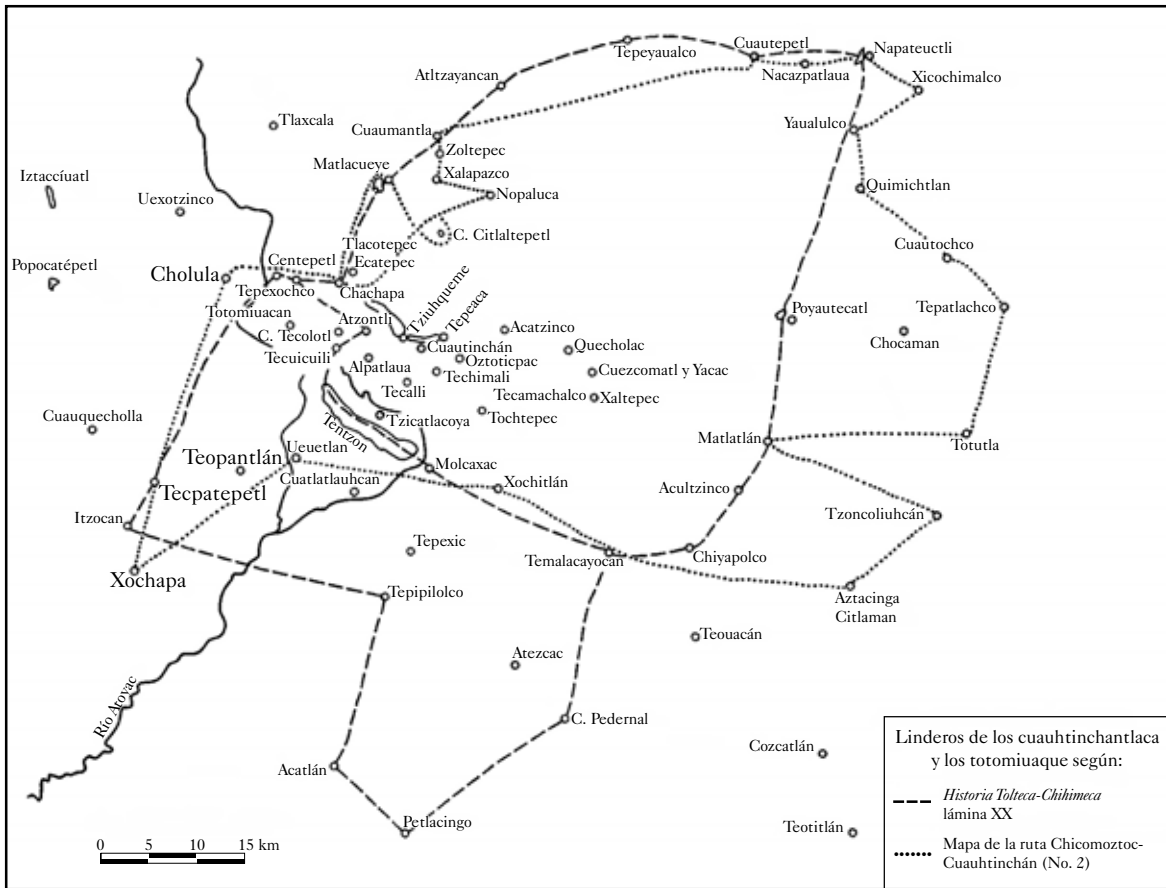 Tepeyaualco
Cuautepetl
Napateuctli
Nacazpatlaua
Xicochimalco
Atltzayancan
Tlaxcala
Cuaumantla
Yaualulco
Zoltepec
Matlacueye
Xalapazco
Iztaccíuatl
Nopaluca
Quimichtlan
Uexotzinco
C. Citlaltepetl
Tlacotepec
Cuautochco
Centepetl
Ecatepec
Popocatépetl
Cholula
Tepexochco
Chachapa
Tziuhqueme
Tepeaca
Totomiuacan
Atzontli
Poyautecatl
Tepatlachco
C. Tecolotl
Acatzinco
Chocaman
Tecuicuili
Cuautinchán
Quecholac
Alpatlaua
Oztoticpac
Techimali
Cuezcomatl y Yacac
Tecalli
Tecamachalco
Xaltepec
Cuauquecholla
Tzicatlacoya
Tochtepec
Tentzon
Matlatlán
Totutla
Ueuetlan
Teopantlán
Molcaxac
Cuatlatlauhcan
Xochitlán
Tecpatepetl
Acultzinco
Itzocan
Tzoncoliuhcán
Tepexic
Temalacayocan
Chiyapolco
Xochapa
Tepipilolco
Aztacinga
Citlaman
Teouacán
Atezcac
Río Atoyac
C. Pedernal
Cozcatlán
Acatlán
Petlacingo
Teotitlán
0 5 10 15 km
Linderos de los cuauhtinchantlaca
y los totomiuaque según:
Historia Tolteca-Chihimeca
lámina XX
Mapa de la ruta Chicomoztoc-
Cuauhtinchán (No. 2)